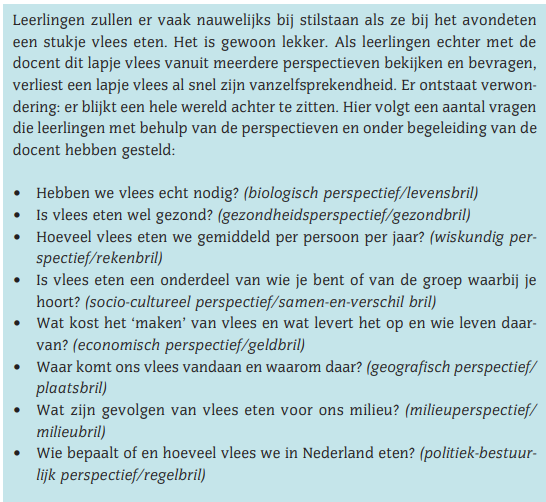 Leerlingen zullen er vaak nauwelijks bij stilstaan als ze bij het avondeten
een stukje vlees eten. Het is gewoon lekker. Als leerlingen echter met de
docent dit lapje vlees vanuit meerdere perspectieven bekijken en bevragen,
verliest een lapje vlees al snel zijn vanzelfsprekendheid. Er ontstaat verwon-
dering: er blijkt een hele wereld achter te zitten. Hier volgt een aantal vragen
die leerlingen met behulp van de perspectieven en onder begeleiding van de
docent hebben gesteld:
• Hebben we vlees echt nodig? (biologisch perspectief/levensbril)
• Is vlees eten wel gezond? (gezondheidsperspectief/gezondbril)
• Hoeveel vlees eten we gemiddeld per persoon per jaar? (wiskundig per-
spectief/rekenbril)
• Is vlees eten een onderdeel van wie je bent of van de groep waarbij je
hoort? (socio-cultureel perspectief/samen-en-verschil bril)
• Wat kost het ‘maken’ van vlees en wat levert het op en wie leven daar-
van? (economisch perspectief/geldbril)
• Waar komt ons vlees vandaan en waarom daar? (geografisch perspectief/
plaatsbril)
• Wat zijn gevolgen van vlees eten voor ons milieu? (milieuperspectief/
milieubril)
• Wie bepaalt of en hoeveel vlees we in Nederland eten? (politiek-bestuur-
lijk perspectief/regelbril)